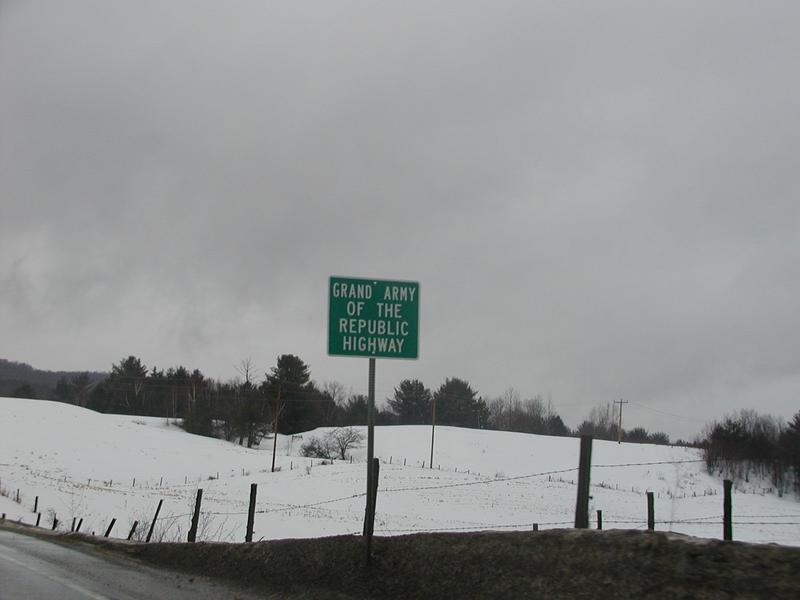 GRAND ARMY
OF THE
REPUBLIC
HIGHWAY